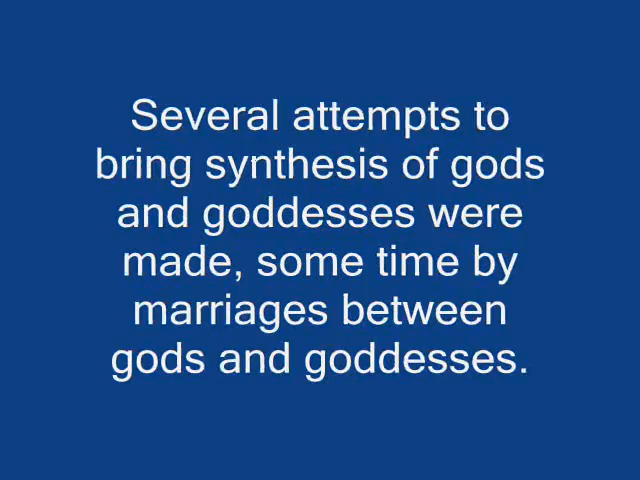 Several attempts to
bring synthesis of gods
and goddesses were
made, some time by
marriages between
gods and goddesses.